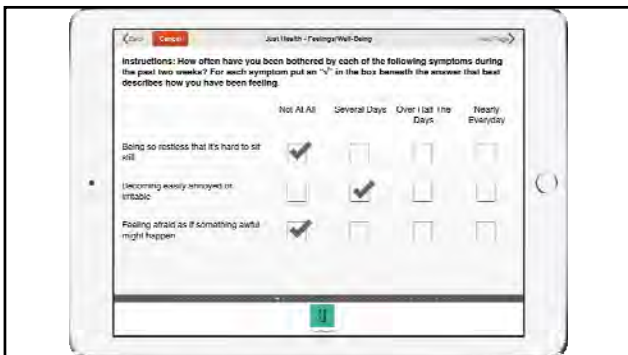 Cancel
Just Health - Feelings/Well-Being
Instructions: How often have you been bothered by each of the following symptoms during
the past two weeks? For each symptom put an "√" in the box beneath the answer that best
describes how you have been feeling.
Not At All Several Days Over Half The Nearly
Days Everyday
Being so restless that it's hard to sit
still
Becoming easily annoyed or
irritable
Feeling afraid as if something awful
might happen